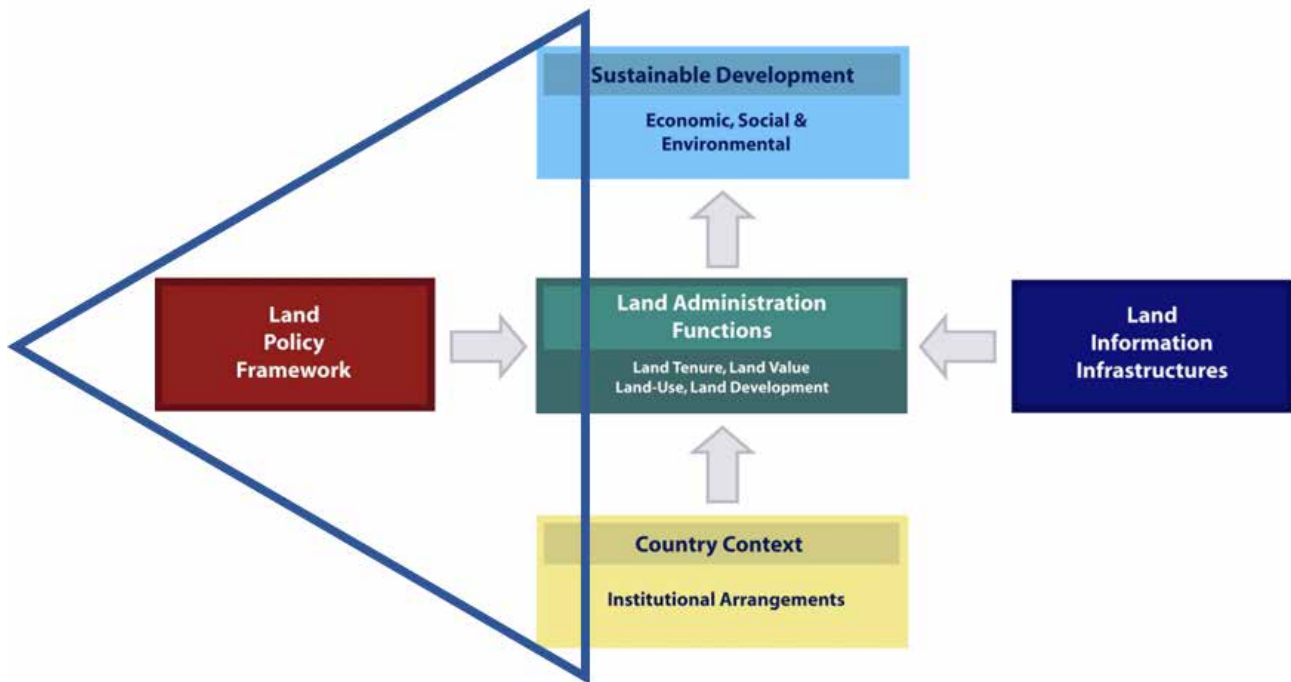 Sustainable Development
Economic, Social &
Environmental
Land
Policy
Framework
Land Administration
Functions
Land Tenure, Land Value
Land-Use, Land Development
Land
Information
Infrastructures
Country Context
Institutional Arrangements